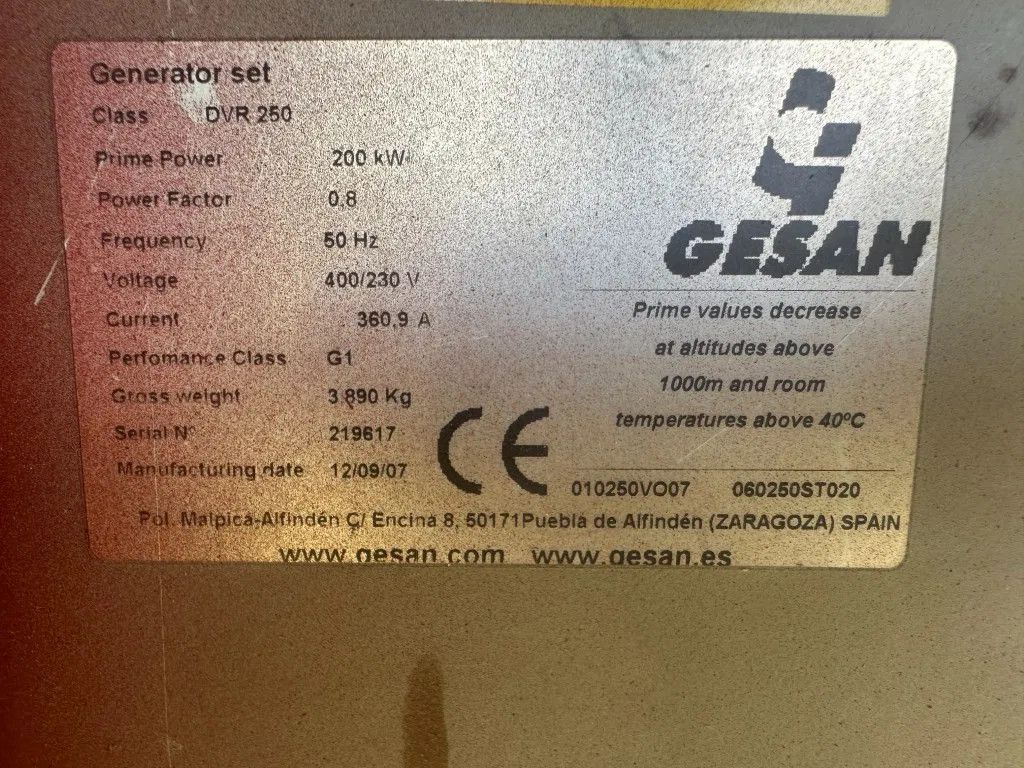 Generator set
Class DVR 250
Prime Power 200 kW
Power Factor 0.8
Frequency 50 Hz
Voltage 400/230 V
Current 360,9 A
Perfomance Class G1
Gross weight 3.890 Kg
Serial Nº 219617
Manufacturing date 12/09/07
CE
GESAN
Prime values decrease
at altitudes above
1000m and room
temperatures above 40ºC
010250VO07 060250ST020
Pol. Malpica-Alfindén C/ Encina 8, 50171 Puebla de Alfindén (ZARAGOZA) SPAIN
www.gesan.com www.gesan.es